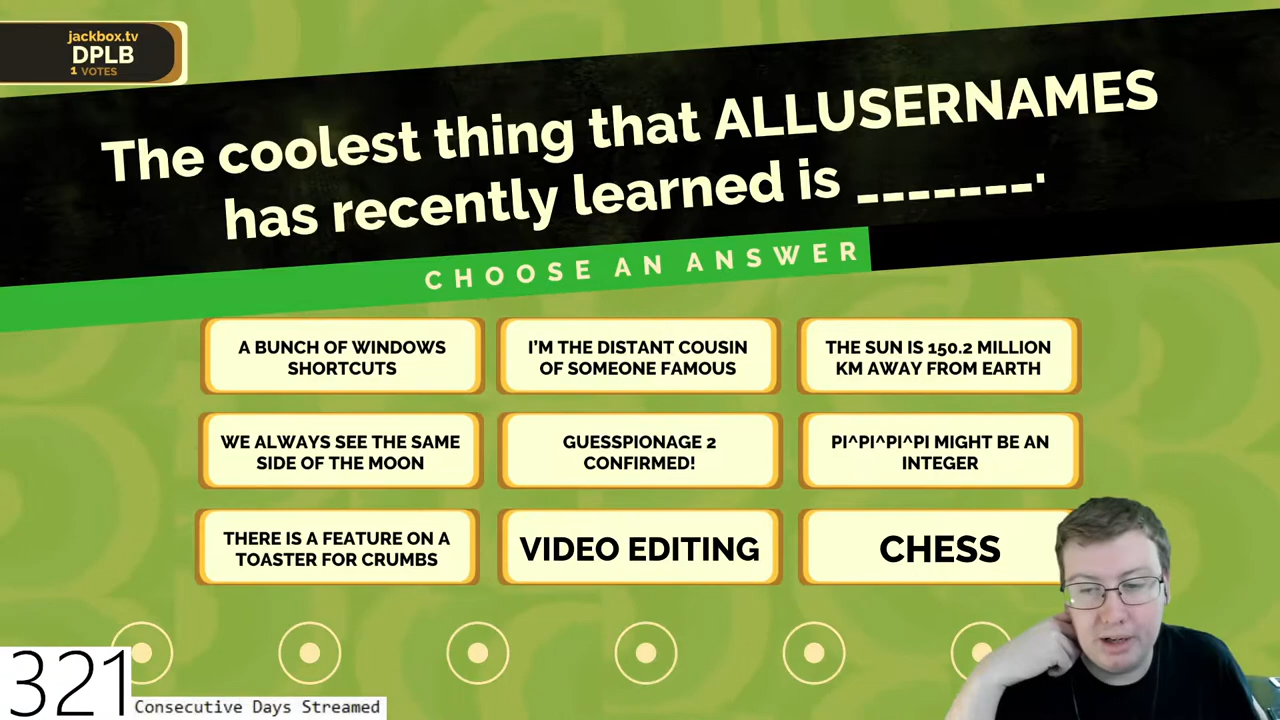 jackbox.tv
DPLB
1 VOTES
The coolest thing that ALLUSERNAMES
has recently learned is _______.
CHOOSE AN ANSWER
A BUNCH OF WINDOWS
SHORTCUTS
I'M THE DISTANT COUSIN
OF SOMEONE FAMOUS
THE SUN IS 150.2 MILLION
KM AWAY FROM EARTH
WE ALWAYS SEE THE SAME
SIDE OF THE MOON
GUESSPIONAGE 2
CONFIRMED!
PI^PI^PI^PI MIGHT BE AN
INTEGER
THERE IS A FEATURE ON A
TOASTER FOR CRUMBS
VIDEO EDITING
CHESS
321
Consecutive Days Streamed